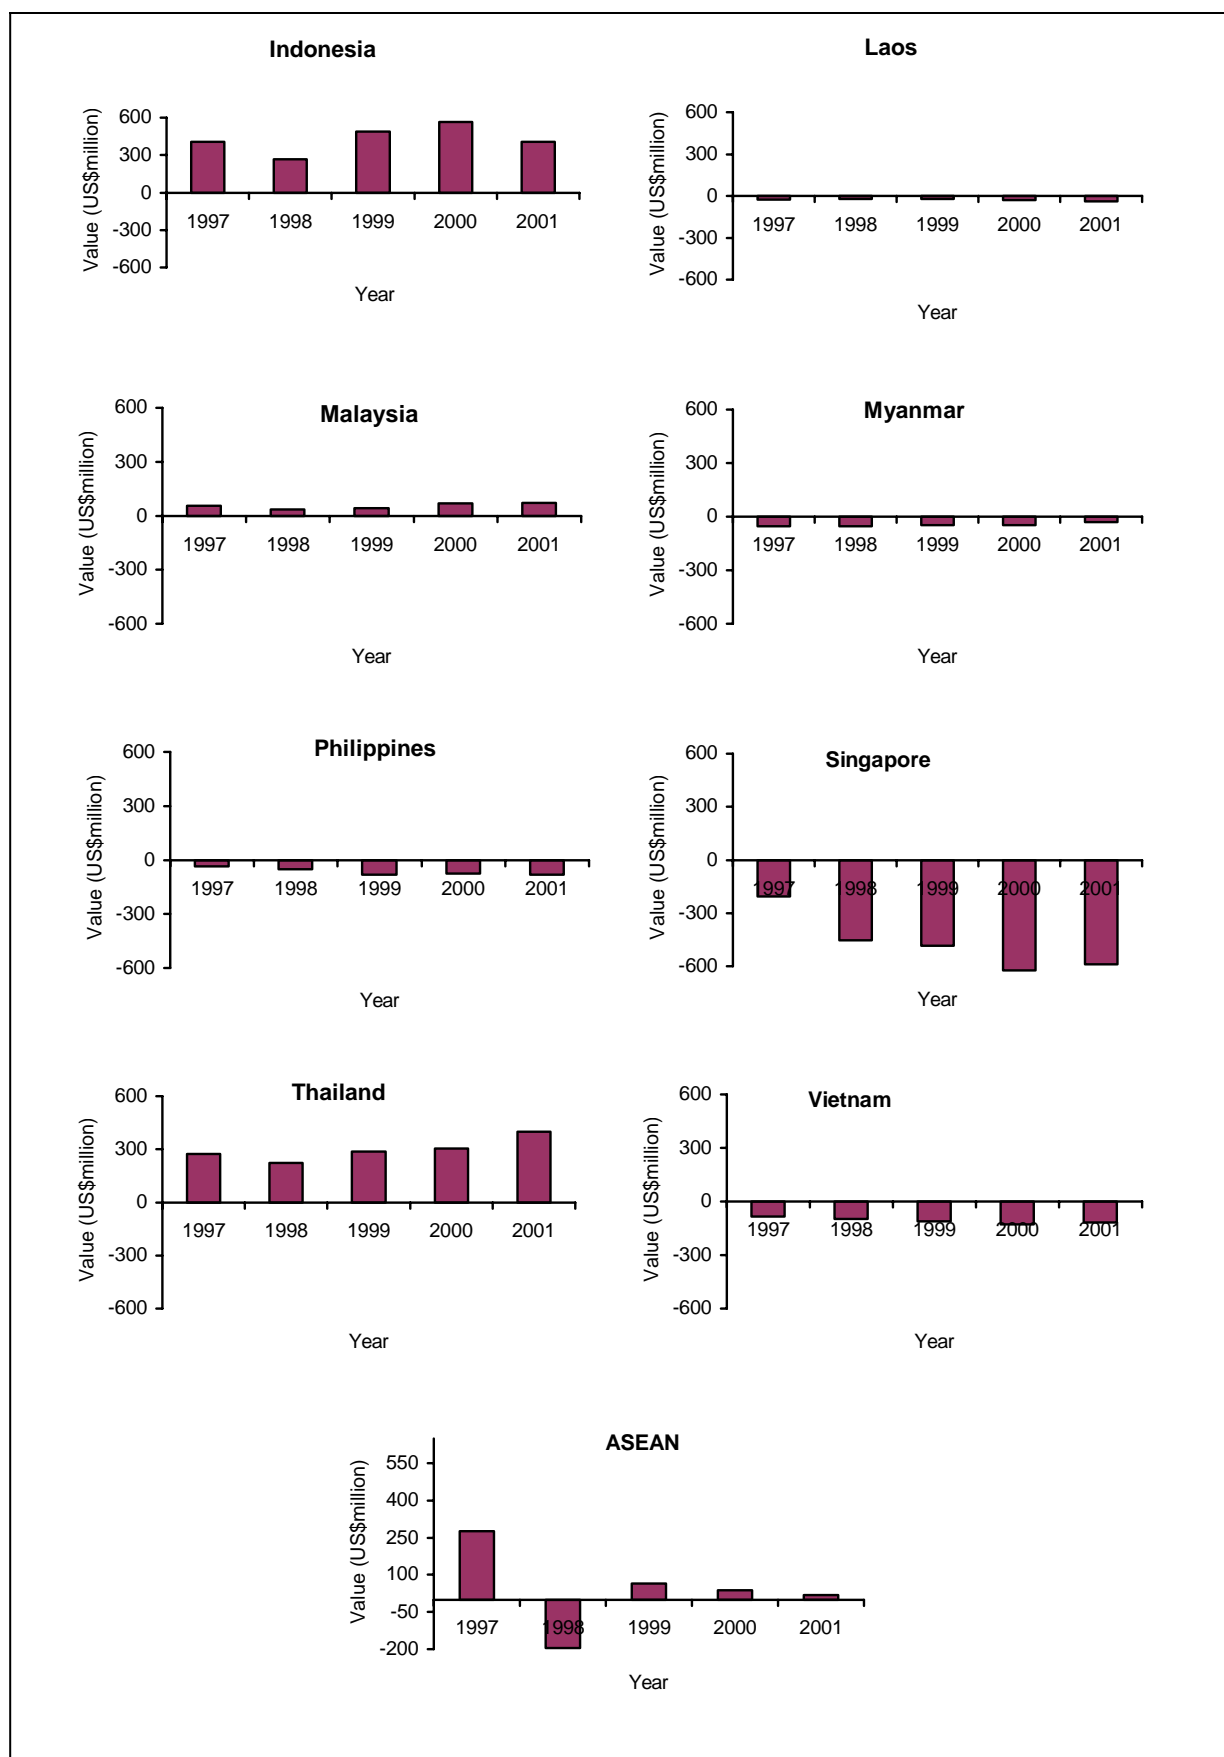 Indonesia
Value (US$million)
600
300
0
-300
-600
1997 1998 1999 2000 2001
Year
Laos
Value (US$million)
600
300
0
-300
-600
1997 1998 1999 2000 2001
Year
Malaysia
Value (US$million)
600
300
0
-300
-600
1997 1998 1999 2000 2001
Year
Myanmar
Value (US$million)
600
300
0
-300
-600
1997 1998 1999 2000 2001
Year
Philippines
Value (US$million)
600
300
0
-300
-600
1997 1998 1999 2000 2001
Year
Singapore
Value (US$million)
600
300
0
-300
-600
1997 1998 1999 2000 2001
Year
Thailand
Value (US$million)
600
300
0
-300
-600
1997 1998 1999 2000 2001
Year
Vietnam
Value (US$million)
600
300
0
-300
-600
1997 1998 1999 2000 2001
Year
ASEAN
Value (US$million)
550
400
250
100
-50
-200
1997 1998 1999 2000 2001
Year